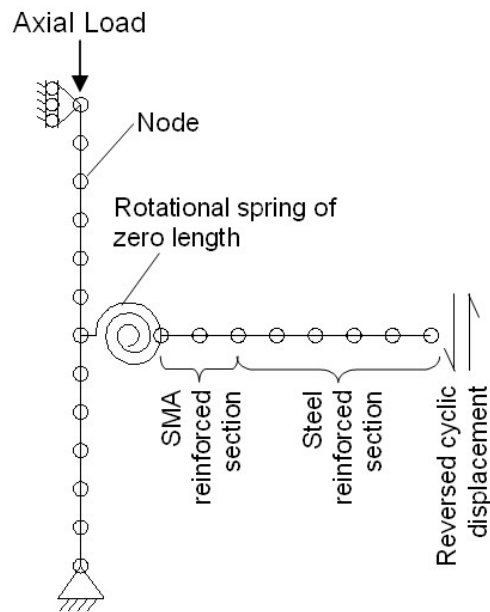 Axial Load
Node
Rotational spring of
zero length
SMA
reinforced
section
Steel
reinforced
section
Reversed cyclic
displacement